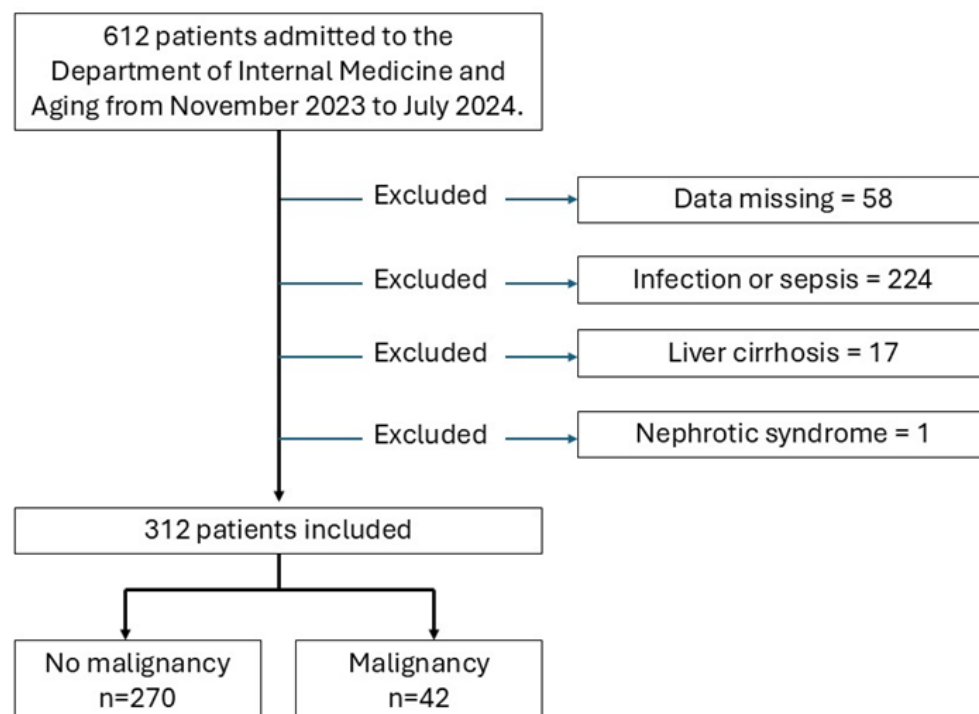 612 patients admitted to the
Department of Internal Medicine and
Aging from November 2023 to July 2024.
Excluded
Data missing = 58
Excluded
Infection or sepsis = 224
Excluded
Liver cirrhosis = 17
Excluded
Nephrotic syndrome = 1
312 patients included
No malignancy
n=270
Malignancy
n=42